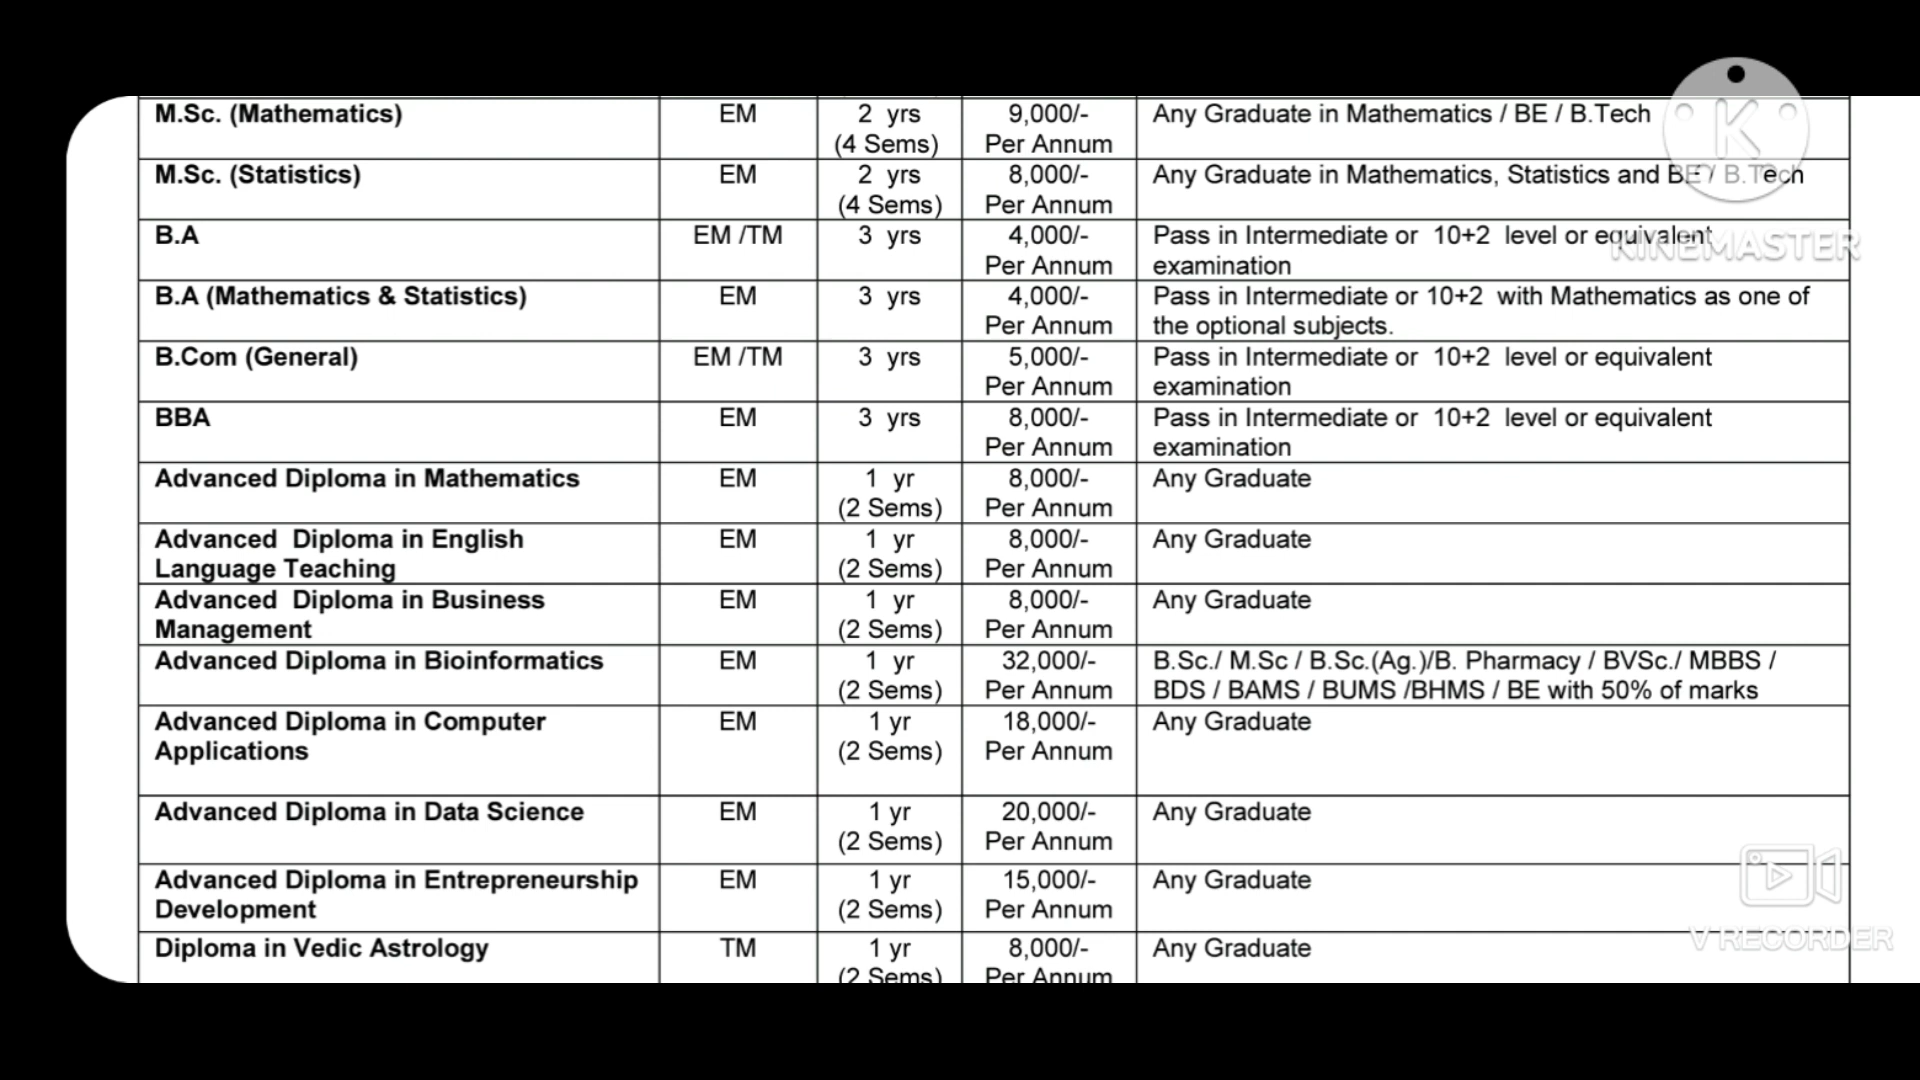 M.Sc. (Mathematics) EM 2 yrs 9,000/- Any Graduate in Mathematics / BE / B.Tech
(4 Sems) Per Annum
M.Sc. (Statistics) EM 2 yrs 8,000/- Any Graduate in Mathematics, Statistics and BE / B.Tech
(4 Sems) Per Annum
B.A EM /TM 3 yrs 4,000/- Pass in Intermediate or 10+2 level or equivalent
Per Annum examination
B.A (Mathematics & Statistics) EM 3 yrs 4,000/- Pass in Intermediate or 10+2 with Mathematics as one of
Per Annum the optional subjects.
B.Com (General) EM /TM 3 yrs 5,000/- Pass in Intermediate or 10+2 level or equivalent
Per Annum examination
BBA EM 3 yrs 8,000/- Pass in Intermediate or 10+2 level or equivalent
Per Annum examination
Advanced Diploma in Mathematics EM 1 yr 8,000/- Any Graduate
(2 Sems) Per Annum
Advanced Diploma in English EM 1 yr 8,000/- Any Graduate
Language Teaching (2 Sems) Per Annum
Advanced Diploma in Business EM 1 yr 8,000/- Any Graduate
Management (2 Sems) Per Annum
Advanced Diploma in Bioinformatics EM 1 yr 32,000/- B.Sc./ M.Sc / B.Sc.(Ag.)/B. Pharmacy / BVSc./ MBBS /
(2 Sems) Per Annum BDS / BAMS / BUMS /BHMS / BE with 50% of marks
Advanced Diploma in Computer EM 1 yr 18,000/- Any Graduate
Applications (2 Sems) Per Annum
Advanced Diploma in Data Science EM 1 yr 20,000/- Any Graduate
(2 Sems) Per Annum
Advanced Diploma in Entrepreneurship EM 1 yr 15,000/- Any Graduate
Development (2 Sems) Per Annum
Diploma in Vedic Astrology TM 1 yr 8,000/- Any Graduate
(2 Sems) Per Annum
K
KINEMASTER
V RECORDER